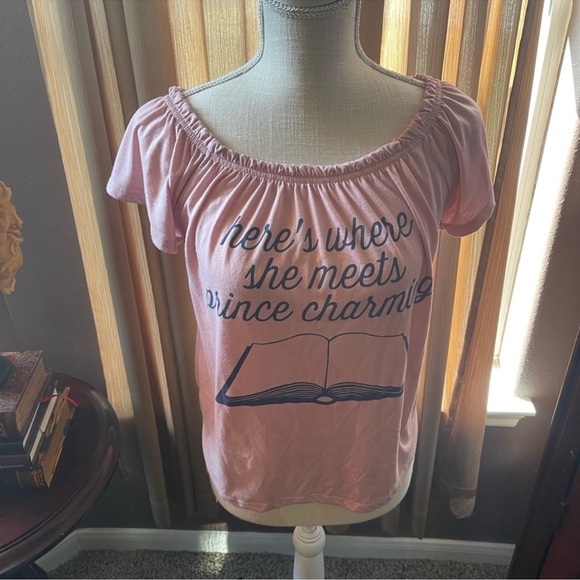 here's where
she meets
prince charming